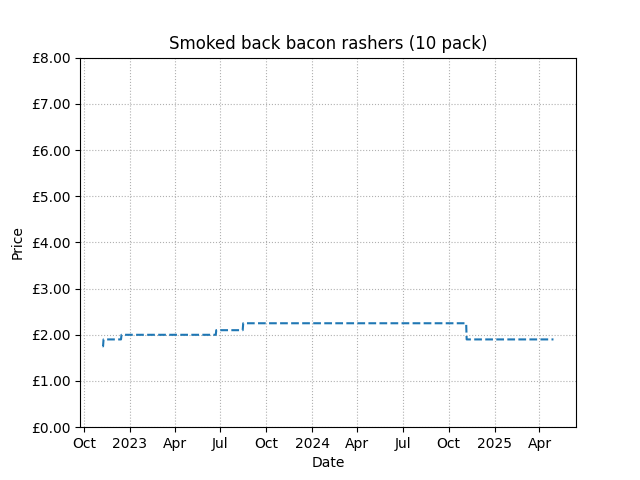 Smoked back bacon rashers (10 pack)
£8.00
£7.00
£6.00
£5.00
£4.00
£3.00
£2.00
£1.00
£0.00
Price
Oct 2023 Apr Jul Oct 2024 Apr Jul Oct 2025 Apr
Date